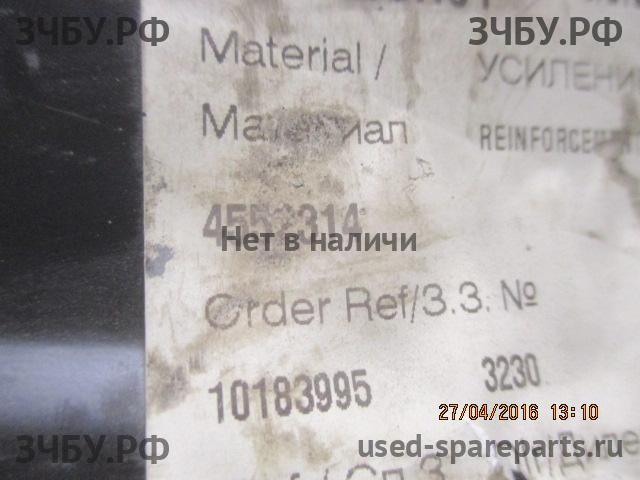 ЗЧБУ.РФ ЗЧБУ.РФ
Material / УСИЛЕНИ
Материал REINFORCEMENT
Нет в наличи
Order Ref/З.З. №
10183995 3230
27/04/2016 13:10
ЗЧБУ.РФ used-spareparts.ru